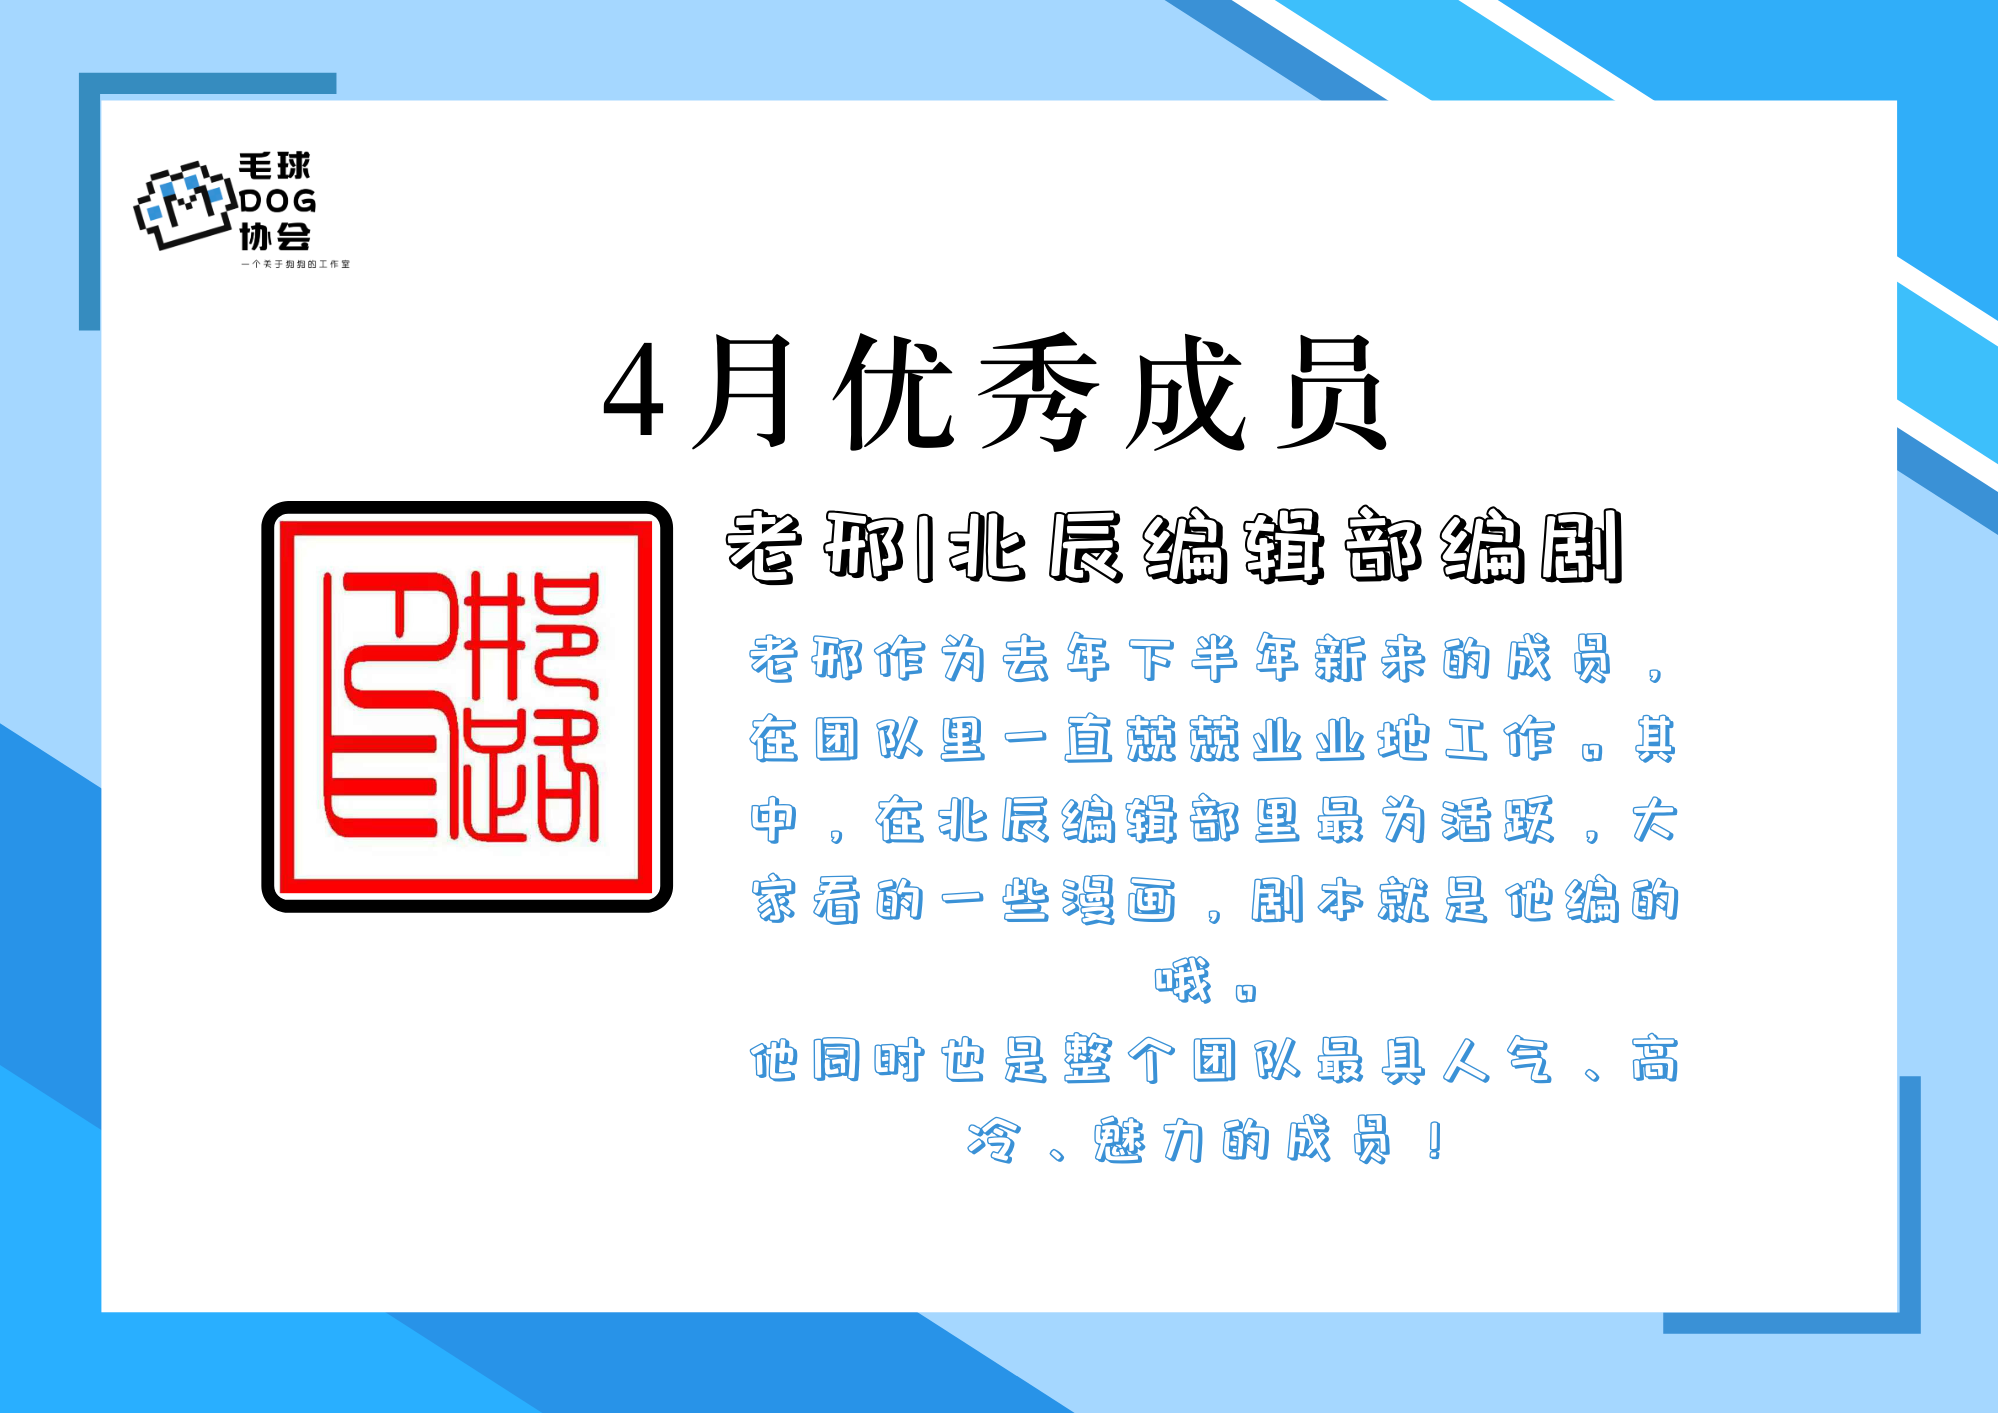 毛球
DOG
协会
一个关于狗狗的工作室
4月优秀成员
老邢|北辰编辑部编剧
老邢作为去年下半年新来的成员，
在团队里一直兢兢业业地工作。其
中，在北辰编辑部里最为活跃，大
家看的一些漫画，剧本就是他编的
哦。
他同时也是整个团队最具人气、高
冷、魅力的成员！